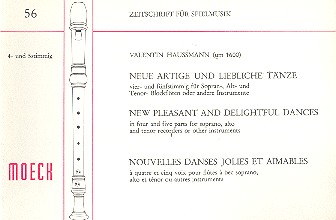 56
ZEITSCHRIFT FÜR SPIELMUSIK
4- und 5stimmig
VALENTIN HAUSSMANN (um 1600)
NEUE ARTIGE UND LIEBLICHE TÄNZE
vier- und fünfstimmig für Sopran-, Alt- und
Tenor- Blockflöten oder andere Instrumente
NEW PLEASANT AND DELIGHTFUL DANCES
in four and five parts for soprano, alto
and tenor recorders or other instruments
MOECK
NOUVELLES DANSES JOLIES ET AIMABLES
à quatre et cinq voix pour flûtes à bec soprano,
alto et ténor ou autres instruments